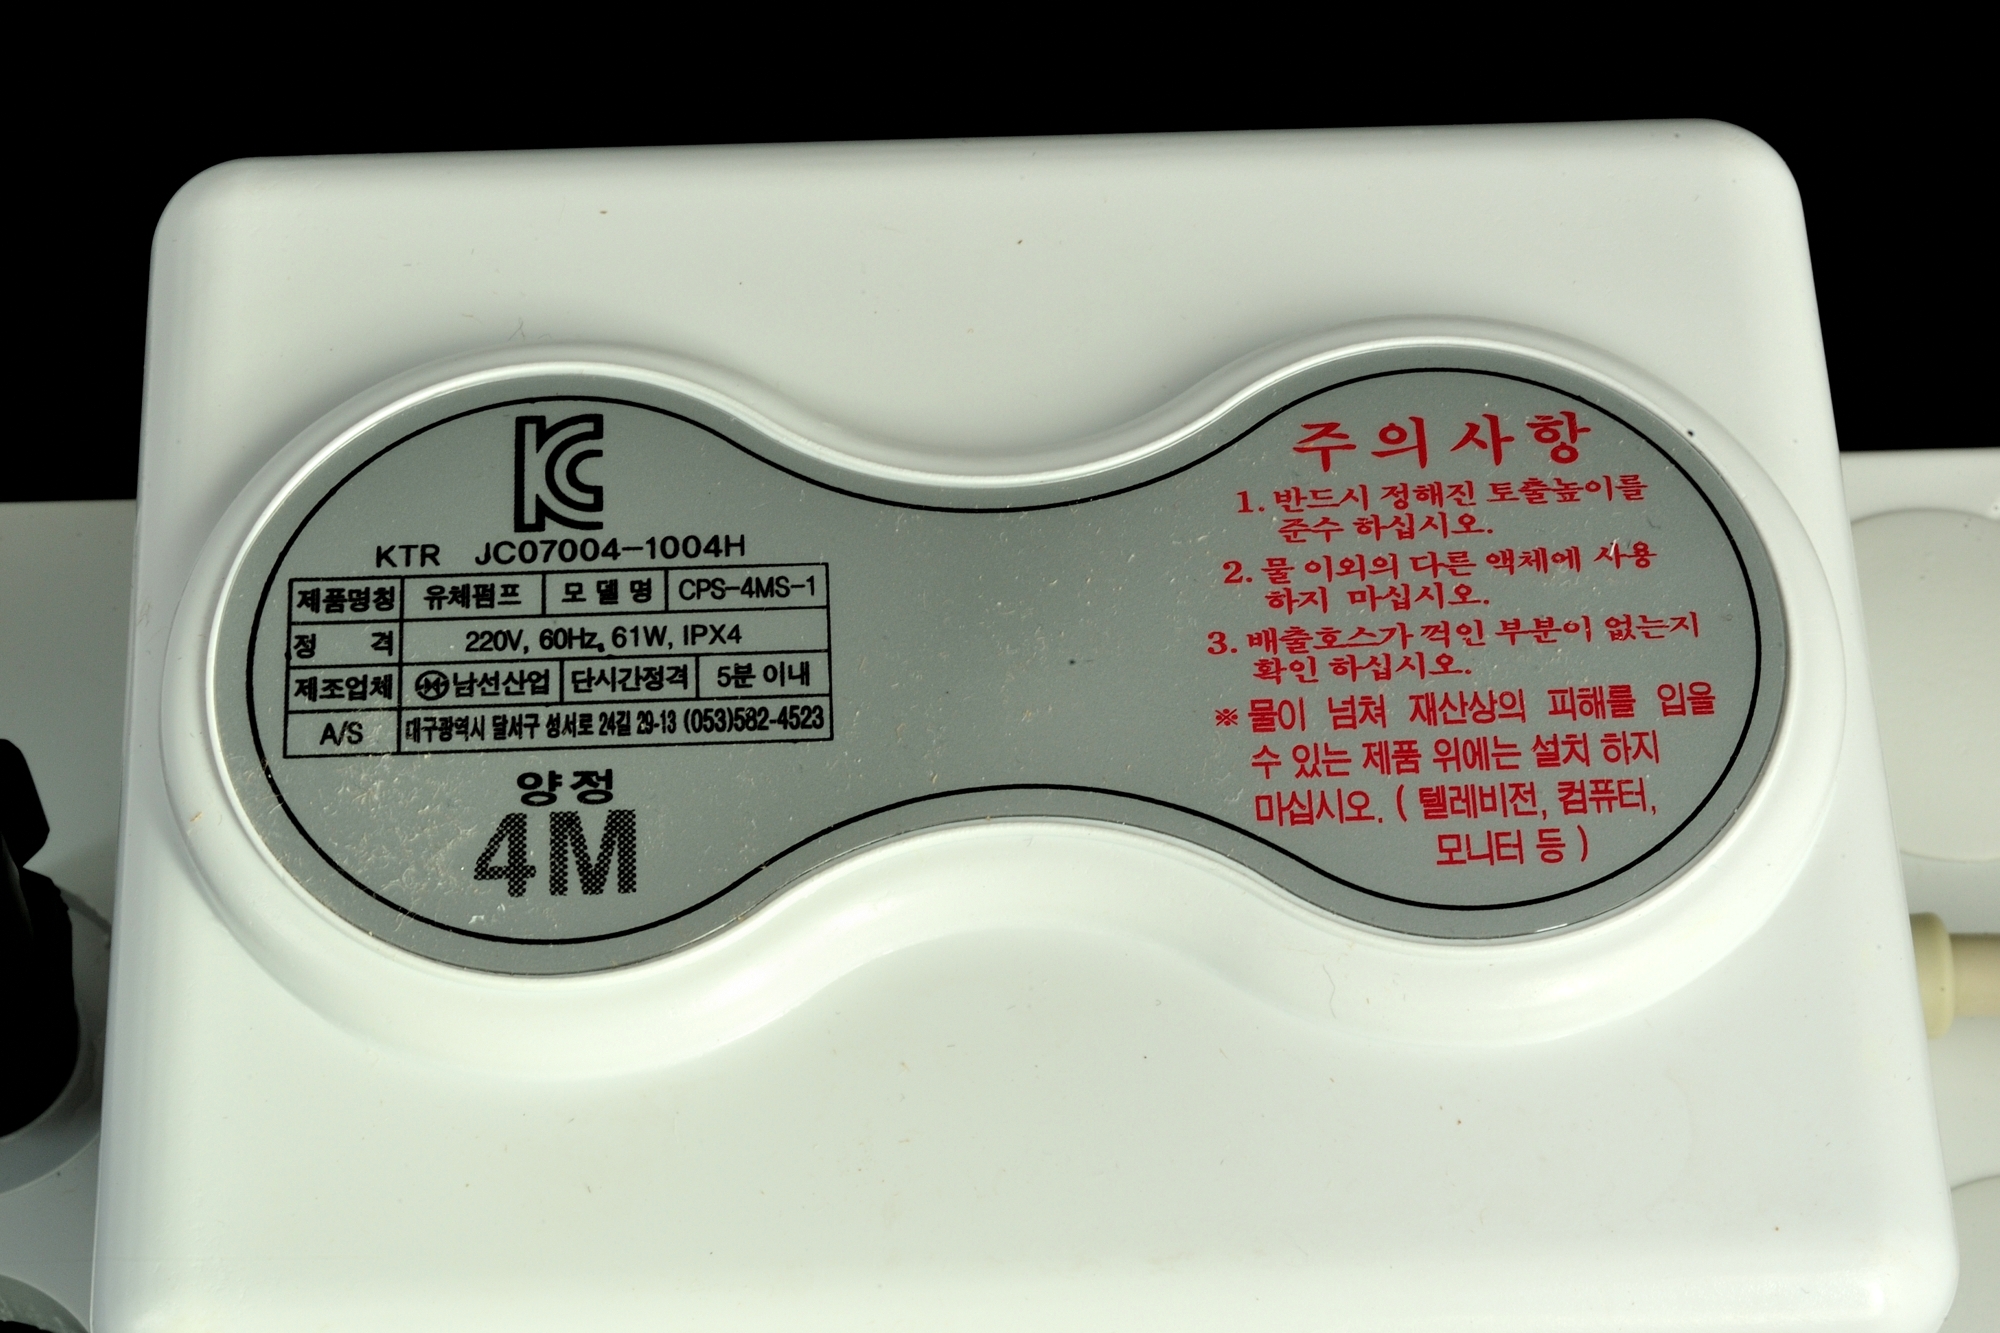 KC
KTR JC07004-1004H
제품명칭 유체펌프 모델명 CPS-4MS-1
정 격 220V, 60Hz, 61W, IPX4
제조업체 남선산업 단시간정격 5분 이내
A/S 대구광역시 달서구 성서로 24길 29-13 (053)582-4523
양정
4M
주의사항
1. 반드시 정해진 토출높이를
준수 하십시오.
2. 물 이외의 다른 액체에 사용
하지 마십시오.
3. 배출호스가 꺽인 부분이 없는지
확인 하십시오.
※ 물이 넘쳐 재산상의 피해를 입을
수 있는 제품 위에는 설치 하지
마십시오. ( 텔레비전, 컴퓨터,
모니터 등 )